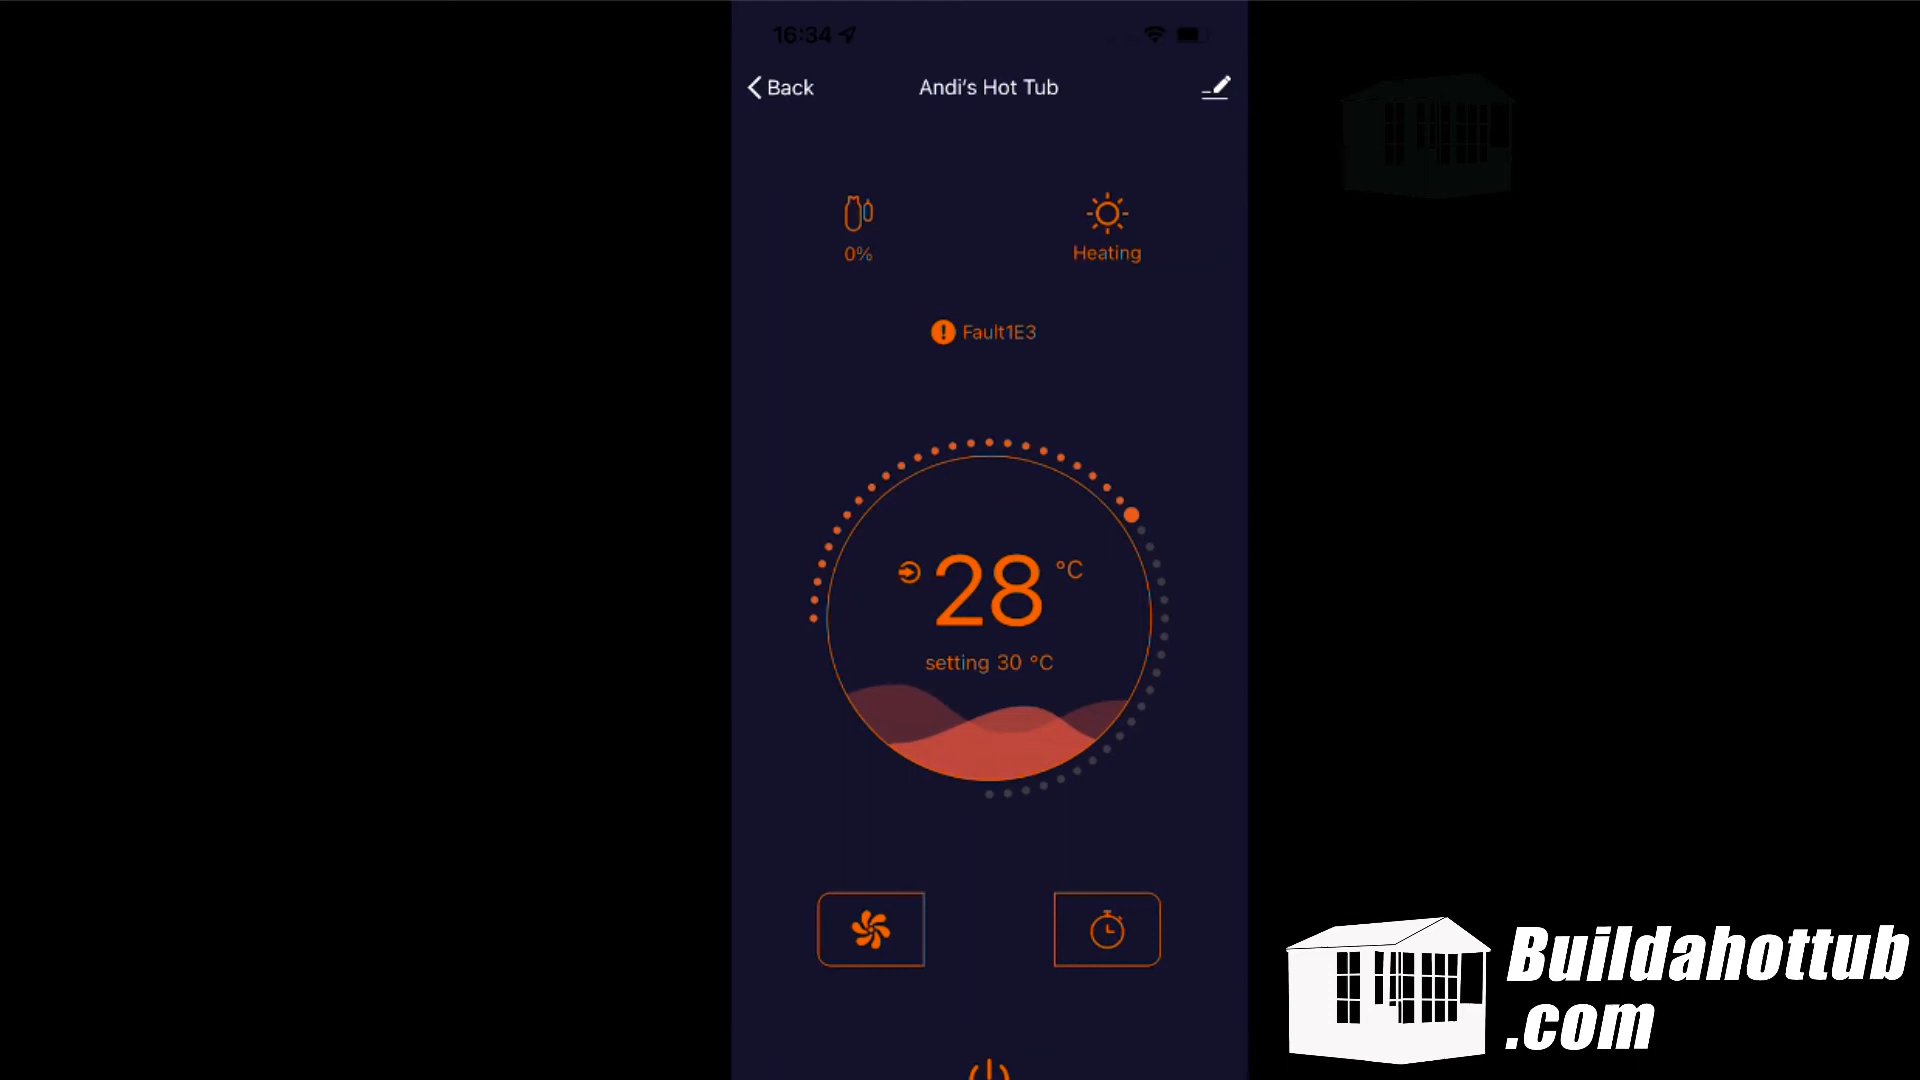 16:34
Back
Andi's Hot Tub
0%
Heating
! Fault1E3
28 °C
setting 30 °C
Buildahottub
.com